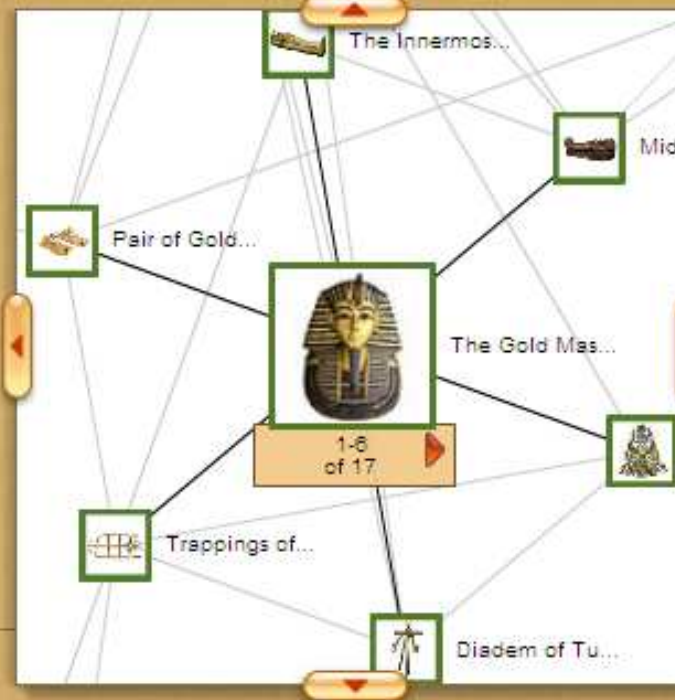 The Innermos...
Mid
Pair of Gold...
The Gold Mas...
1-6
of 17
Trappings of...
Diadem of Tu...